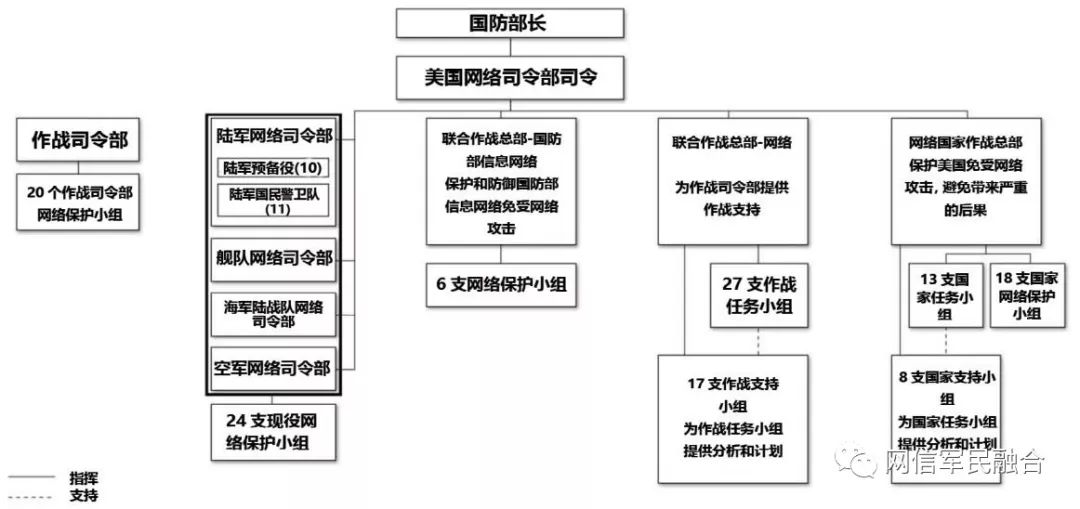 国防部长
美国网络司令部司令
作战司令部
20 个作战司令部
网络保护小组
陆军网络司令部
陆军预备役(10)
陆军国民警卫队
(11)
舰队网络司令部
海军陆战队网络
司令部
空军网络司令部
24 支现役网
络保护小组
联合作战总部-国防
部信息网络
保护和防御国防部
信息网络免受网络
攻击
6 支网络保护小组
联合作战总部-网络
为作战司令部提供
作战支持
27 支作战
任务小组
17 支作战支持
小组
为作战任务小组
提供分析和计划
网络国家作战总部
保护美国免受网络
攻击，避免带来严重
的后果
13 支国
家任务小
组
18 支国家
网络保护
小组
8 支国家支持小
组
为国家任务小组
提供分析和计划
指挥
支持
网信军民融合